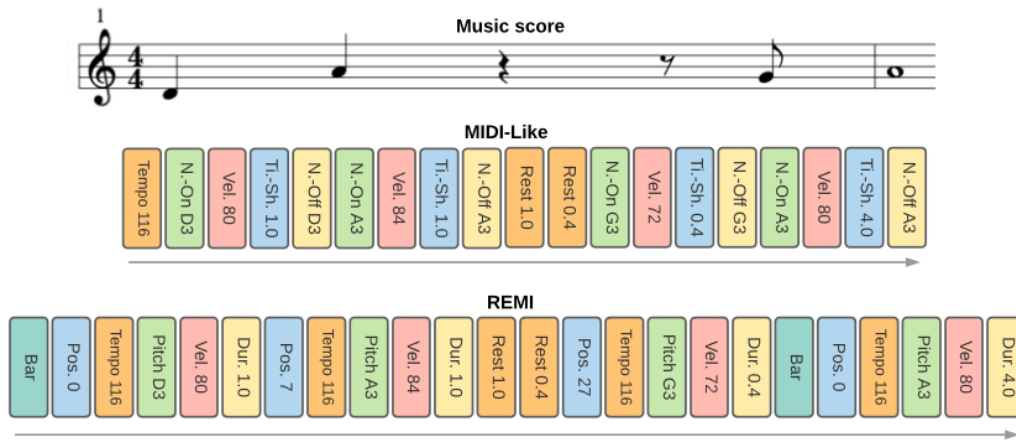 1
Music score
4
4
MIDI-Like
Tempo 116 N.-On D3 Vel. 80 Ti.-Sh. 1.0 N.-Off D3 N.-On A3 Vel. 84 Ti.-Sh. 1.0 N.-Off A3 Rest 1.0 Rest 0.4 N.-On G3 Vel. 72 Ti.-Sh. 0.4 N.-Off G3 N.-On A3 Vel. 80 Ti.-Sh. 4.0 N.-Off A3
REMI
Bar Pos. 0 Tempo 116 Pitch D3 Vel. 80 Dur. 1.0 Pos. 7 Tempo 116 Pitch A3 Vel. 84 Dur. 1.0 Rest 1.0 Rest 0.4 Pos. 27 Tempo 116 Pitch G3 Vel. 72 Dur. 0.4 Bar Pos. 0 Tempo 116 Pitch A3 Vel. 80 Dur. 4.0